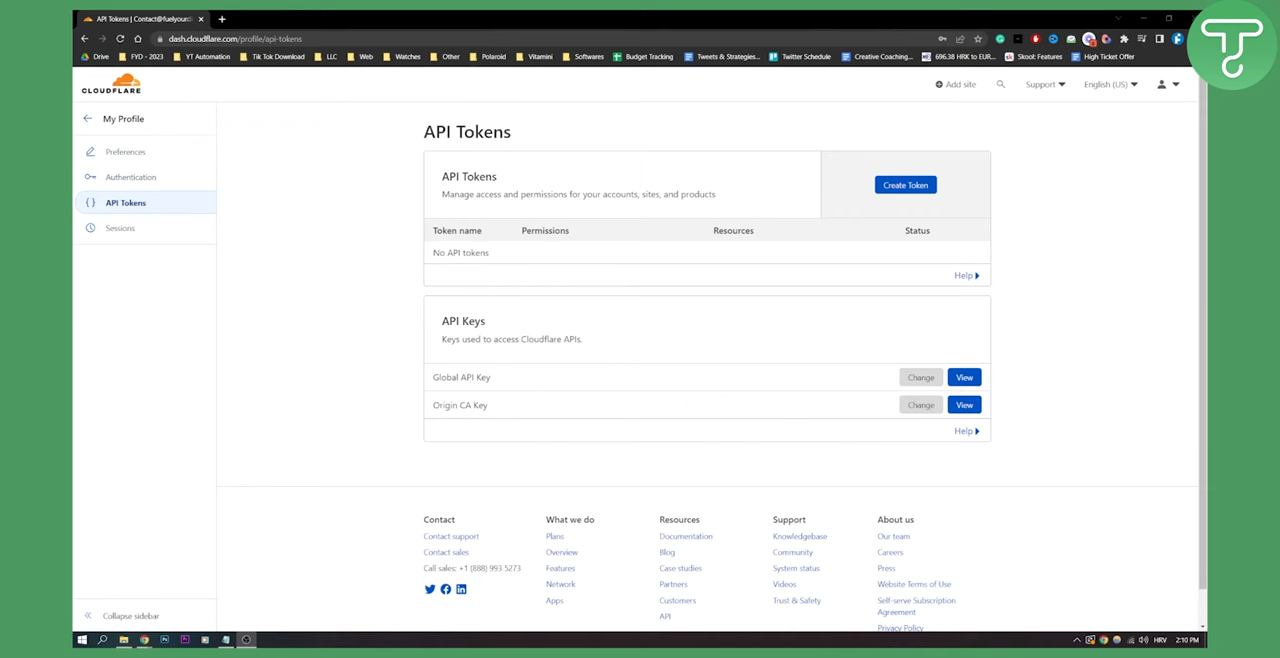 API Tokens | Contact@fuelyourdi
dash.cloudflare.com/profile/api-tokens
Drive FYD - 2023 YT Automation Tik Tok Download LLC Web Watches Other Polaroid Vitamini Softwares Budget Tracking Tweets & Strategies... Twitter Schedule Creative Coaching... 696.38 HRK to EUR... Skool: Features High Ticket Offer
CLOUDFLARE
Add site Support English (US)
My Profile
Preferences
Authentication
API Tokens
Sessions
Collapse sidebar
API Tokens
API Tokens
Manage access and permissions for your accounts, sites, and products
Create Token
Token name Permissions Resources Status
No API tokens
Help
API Keys
Keys used to access Cloudflare APIs.
Global API Key Change View
Origin CA Key Change View
Help
Contact
Contact support
Contact sales
Call sales: +1 (888) 993 5273
What we do
Plans
Overview
Features
Network
Apps
Resources
Documentation
Blog
Case studies
Partners
Customers
API
Support
Knowledgebase
Community
System status
Videos
Trust & Safety
About us
Our team
Careers
Press
Website Terms of Use
Self-serve Subscription
Agreement
Privacy Policy
HRV 2:10 PM